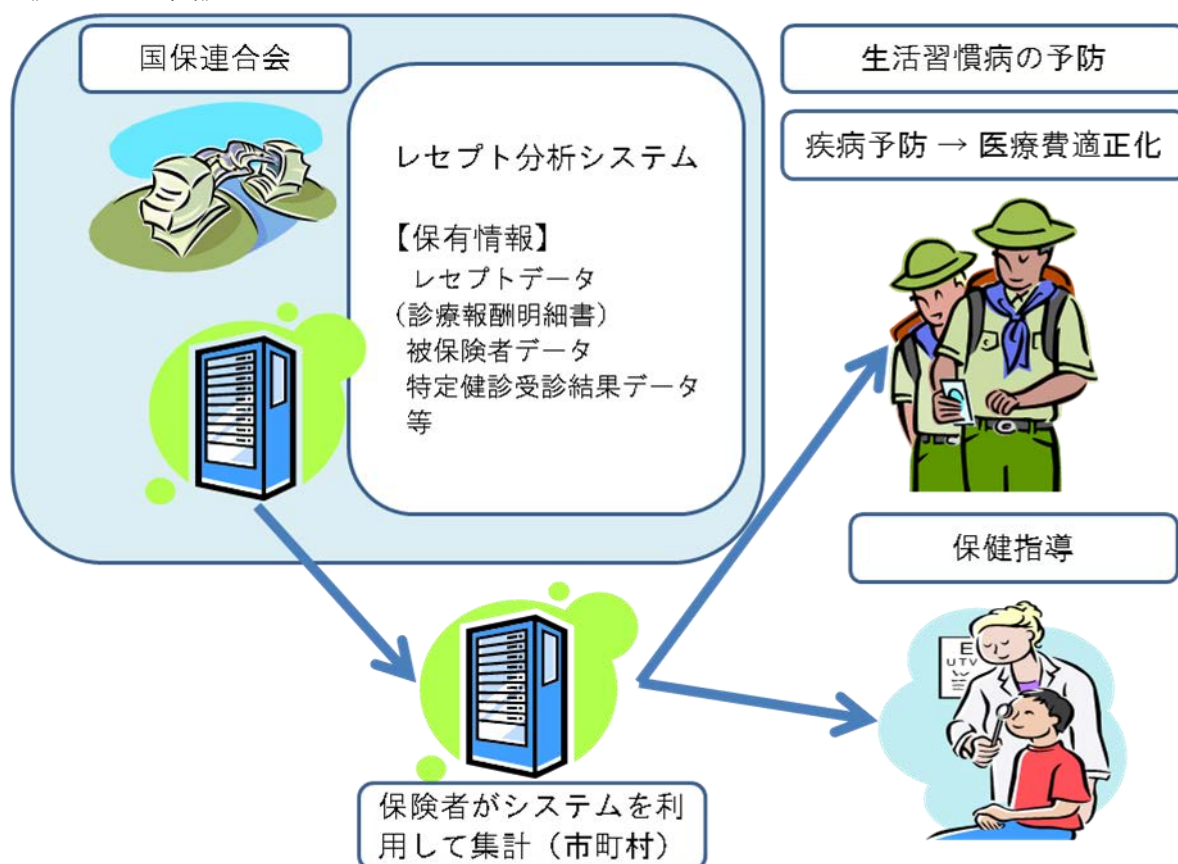 国保連合会
レセプト分析システム
【保有情報】
レセプトデータ
(診療報酬明細書)
被保険者データ
特定健診受診結果データ
等
生活習慣病の予防
疾病予防 → 医療費適正化
保健指導
E
UTV
保険者がシステムを利
用して集計（市町村）